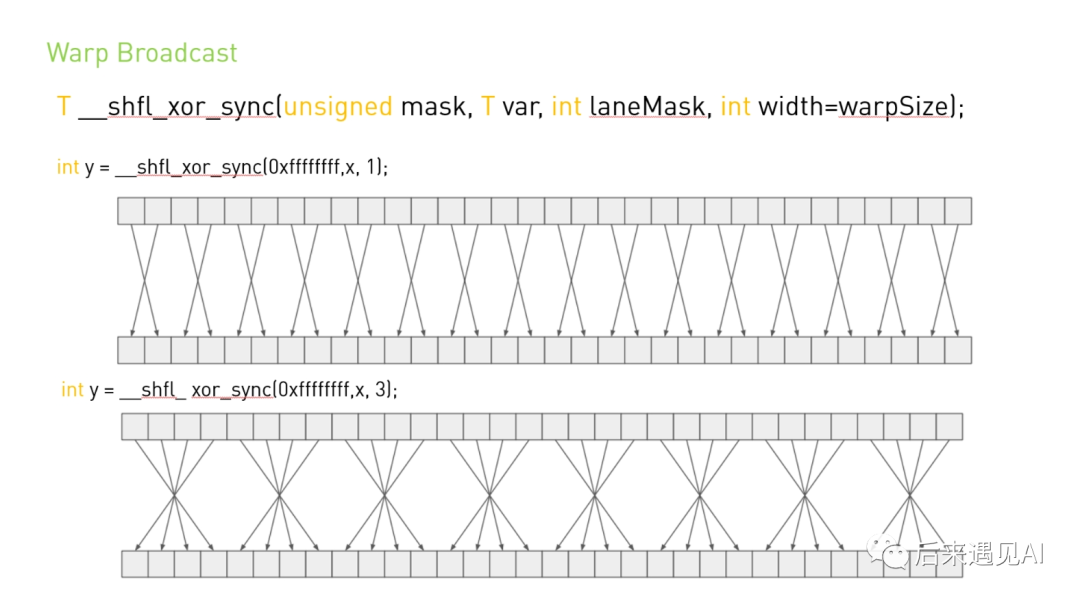 Warp Broadcast
T __shfl_xor_sync(unsigned mask, T var, int laneMask, int width=warpSize);
int y = __shfl_xor_sync(0xffffffff,x, 1);
int y = __shfl_ xor_sync(0xffffffff,x, 3);
后来遇见AI